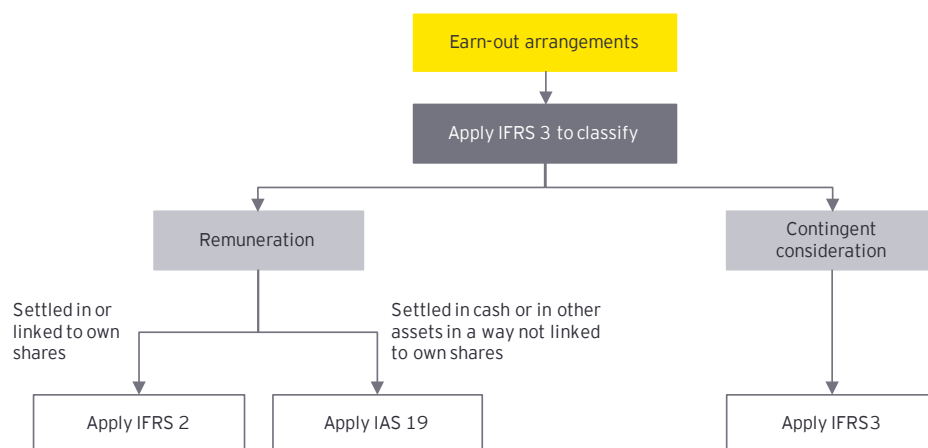 Earn-out arrangements
Apply IFRS 3 to classify
Remuneration
Contingent
consideration
Settled in or
linked to own
shares
Settled in cash or in other
assets in a way not linked
to own shares
Apply IFRS 2
Apply IAS 19
Apply IFRS3